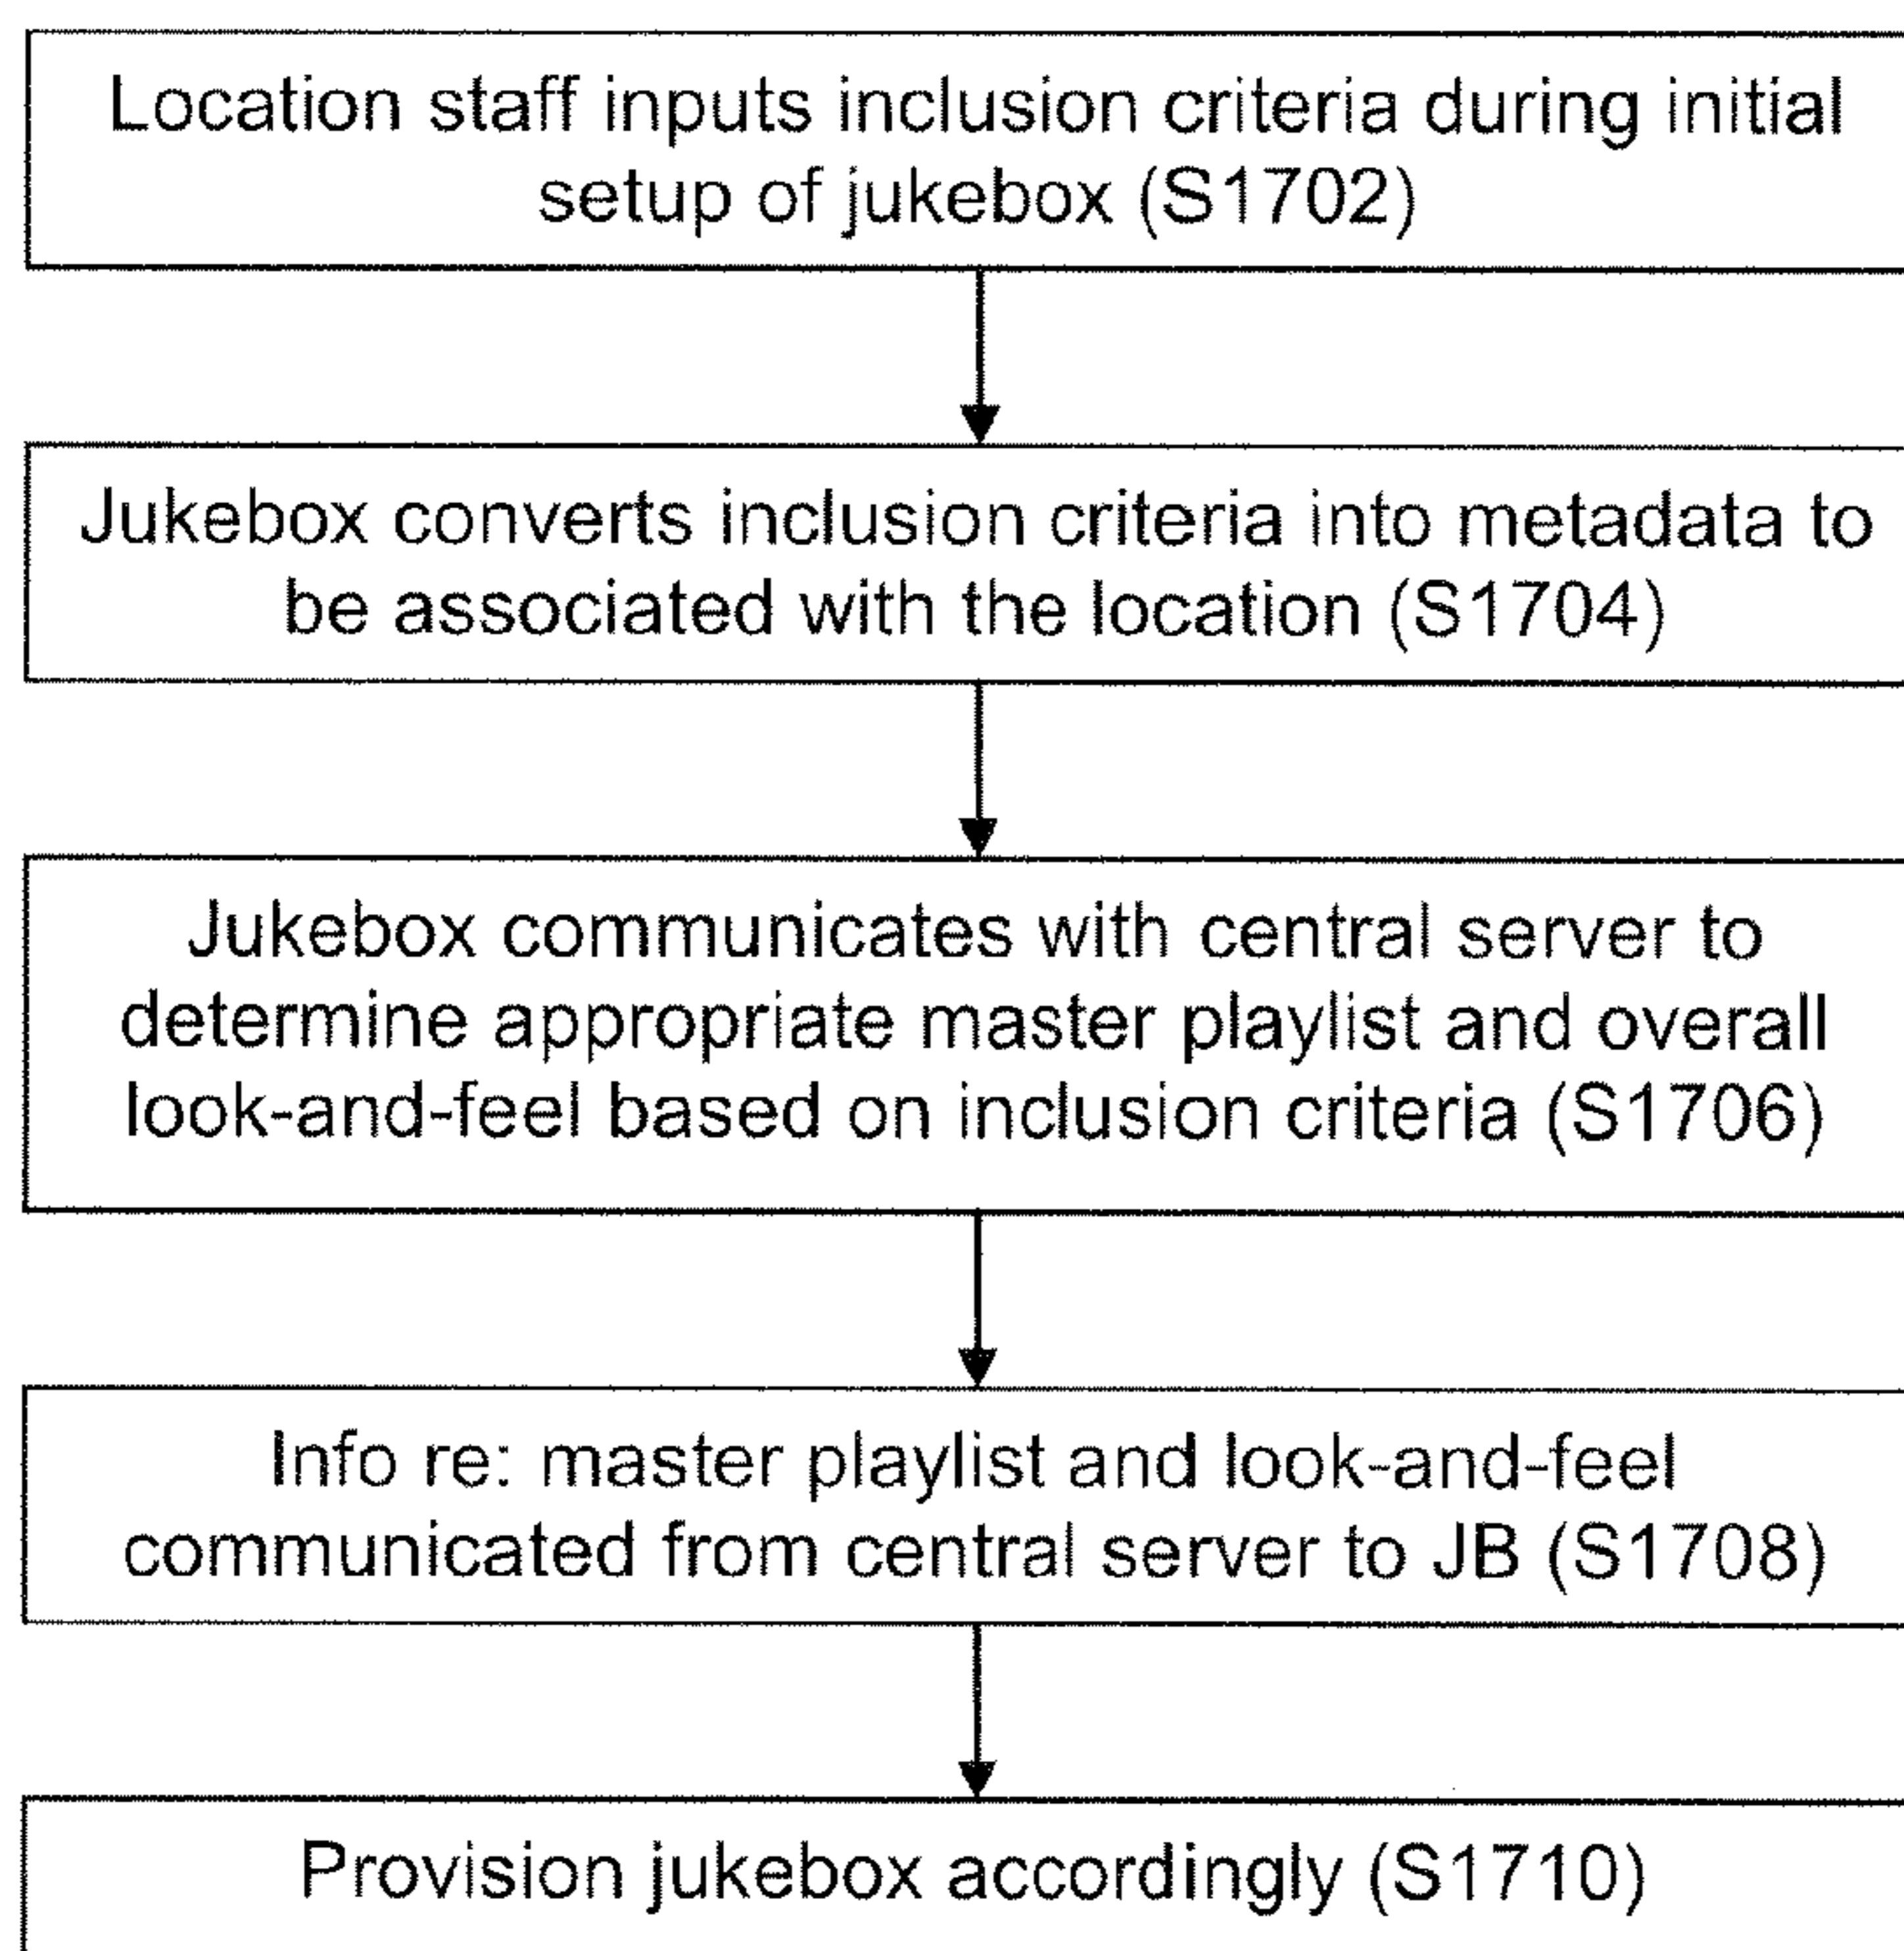 Location staff inputs inclusion criteria during initial
setup of jukebox (S1702)
Jukebox converts inclusion criteria into metadata to
be associated with the location (S1704)
Jukebox communicates with central server to
determine appropriate master playlist and overall
look-and-feel based on inclusion criteria (S1706)
Info re: master playlist and look-and-feel
communicated from central server to JB (S1708)
Provision jukebox accordingly (S1710)